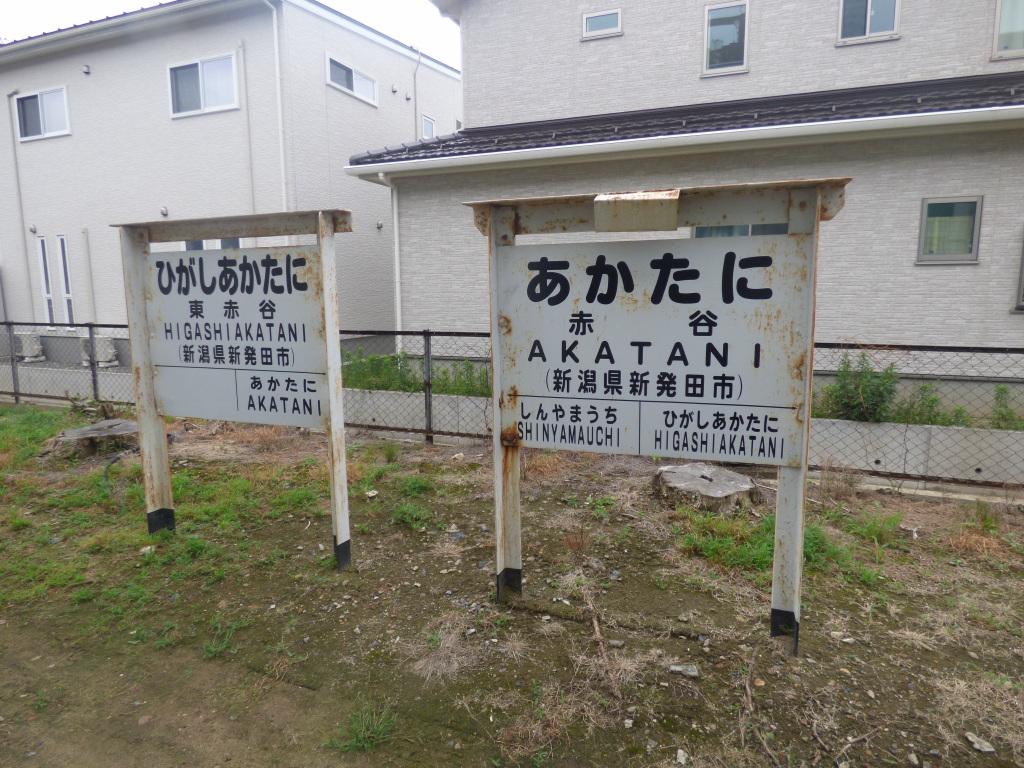 ひがしあかたに
東赤谷
HIGASHIAKATANI
(新潟県新発田市)
あかたに
AKATANI
あかたに
赤谷
AKATANI
(新潟県新発田市)
しんやまうち
SHINYAMAUCHI
ひがしあかたに
HIGASHIAKATANI